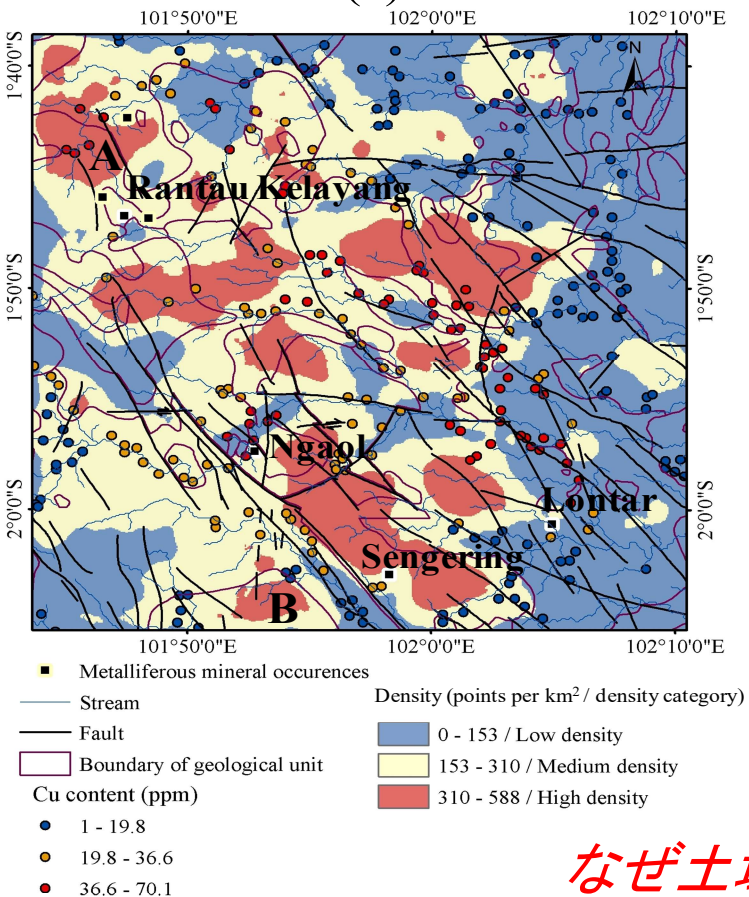 101°50'0"E 102°0'0"E 102°10'0"E
1°40'0"S
N
A
Rantau Kelayang
1°50'0"S 1°50'0"S
Ngaol
Lontar
2°0'0"S 2°0'0"S
Sengering
B
101°50'0"E 102°0'0"E 102°10'0"E
Metalliferous mineral occurences
Stream
Fault
Boundary of geological unit
Cu content (ppm)
1 - 19.8
19.8 - 36.6
36.6 - 70.1
Density (points per km² / density category)
0 - 153 / Low density
153 - 310 / Medium density
310 - 588 / High density
なぜ土